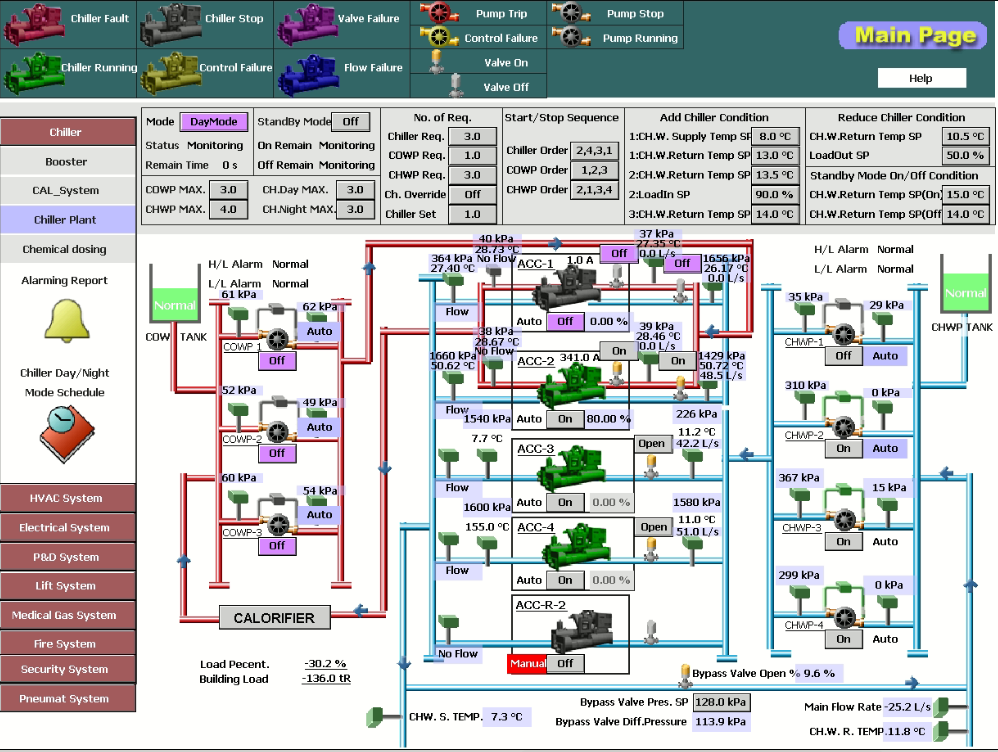 Chiller Fault
Chiller Stop
Valve Failure
Pump Trip
Pump Stop
Control Failure
Pump Running
Main Page
Chiller Running
Control Failure
Flow Failure
Valve On
Valve Off
Help
Chiller
Booster
CAL_System
Chiller Plant
Chemical dosing
Alarming Report
Chiller Day/Night
Mode Schedule
HVAC System
Electrical System
P&D System
Lift System
Medical Gas System
Fire System
Security System
Pneumat System
Mode DayMode
Status Monitoring
Remain Time 0 s
COWP MAX. 3.0
CHWP MAX. 4.0
StandBy Mode Off
On Remain Monitoring
Off Remain Monitoring
CH.Day MAX. 3.0
CH.Night MAX. 3.0
No. of Req.
Chiller Req. 3.0
COWP Req. 1.0
CHWP Req. 3.0
Ch. Override Off
Chiller Set 1.0
Start/Stop Sequence
Chiller Order 2,4,3,1
COWP Order 1,2,3
CHWP Order 2,1,3,4
Add Chiller Condition
1:CH.W. Supply Temp SP 8.0 °C
1:CH.W.Return Temp SP 13.0 °C
2:CH.W.Return Temp SP 13.5 °C
2:LoadIn SP 90.0 %
3:CH.W.Return Temp SP 14.0 °C
Reduce Chiller Condition
CH.W.Return Temp SP 10.5 °C
LoadOut SP 50.0 %
Standby Mode On/Off Condition
CH.W.Return Temp SP(On) 15.0 °C
CH.W.Return Temp SP(Off 14.0 °C
H/L Alarm Normal
L/L Alarm Normal
Normal
COW TANK
61 kPa
62 kPa
Auto
COWP 1
Off
52 kPa
49 kPa
Auto
COWP-2
Off
60 kPa
54 kPa
Auto
COWP-3
Off
CALORIFIER
Load Pecent. -30.2 %
Building Load -136.0 tR
40 kPa
28.73 °C
No Flow
364 kPa
27.40 °C
Flow
ACC-1
1.0 A
Auto Off 0.00 %
37 kPa
27.35 °C
0.0 L/s
Off
Off
1656 kPa
26.17 °C
0.0 L/s
38 kPa
28.67 °C
No Flow
1660 kPa
50.62 °C
Flow
ACC-2
341.0 A
Auto On 80.00 %
39 kPa
28.46 °C
0.0 L/s
On
On
1429 kPa
50.72 °C
48.5 L/s
1540 kPa
226 kPa
7.7 °C
Flow
ACC-3
Auto On 0.00 %
Open
11.2 °C
42.2 L/s
1600 kPa
1580 kPa
155.0 °C
Flow
ACC-4
Auto On 0.00 %
Open
11.0 °C
51.0 L/s
ACC-R-2
No Flow
Manual Off
H/L Alarm Normal
L/L Alarm Normal
Normal
CHWP TANK
35 kPa
29 kPa
CHWP-1
Off
Auto
310 kPa
0 kPa
CHWP-2
On
Auto
367 kPa
15 kPa
CHWP-3
On
Auto
299 kPa
0 kPa
CHWP-4
On
Auto
Bypass Valve Open % 9.6 %
Bypass Valve Pres. SP 128.0 kPa
Bypass Valve Diff.Pressure 113.9 kPa
CHW. S. TEMP. 7.3 °C
Main Flow Rate -25.2 L/s
CH.W. R. TEMP. 11.8 °C